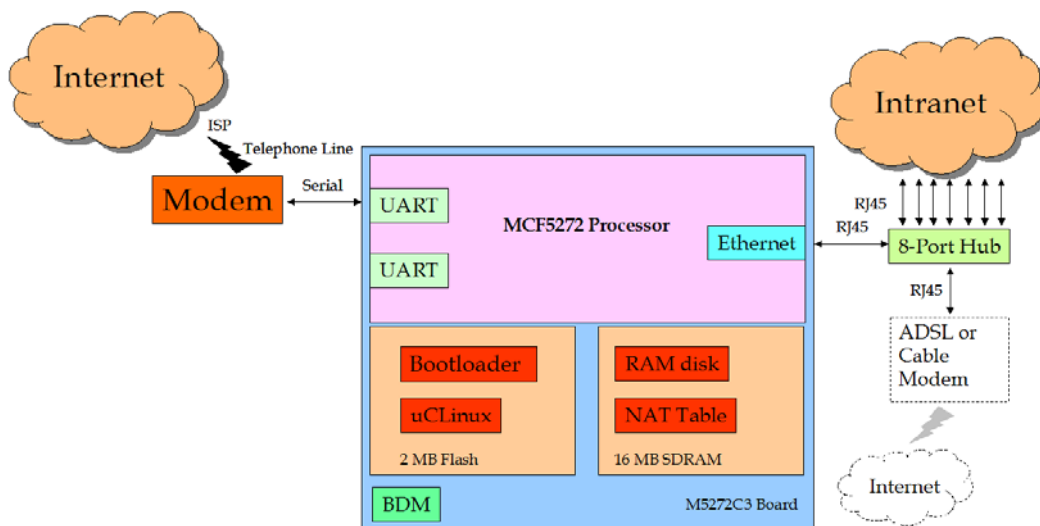 Internet
ISP
Telephone Line
Modem
Serial
UART
UART
MCF5272 Processor
Ethernet
RJ45
Intranet
RJ45
8-Port Hub
RJ45
ADSL or
Cable
Modem
Internet
Bootloader
uCLinux
2 MB Flash
RAM disk
NAT Table
16 MB SDRAM
BDM
M5272C3 Board